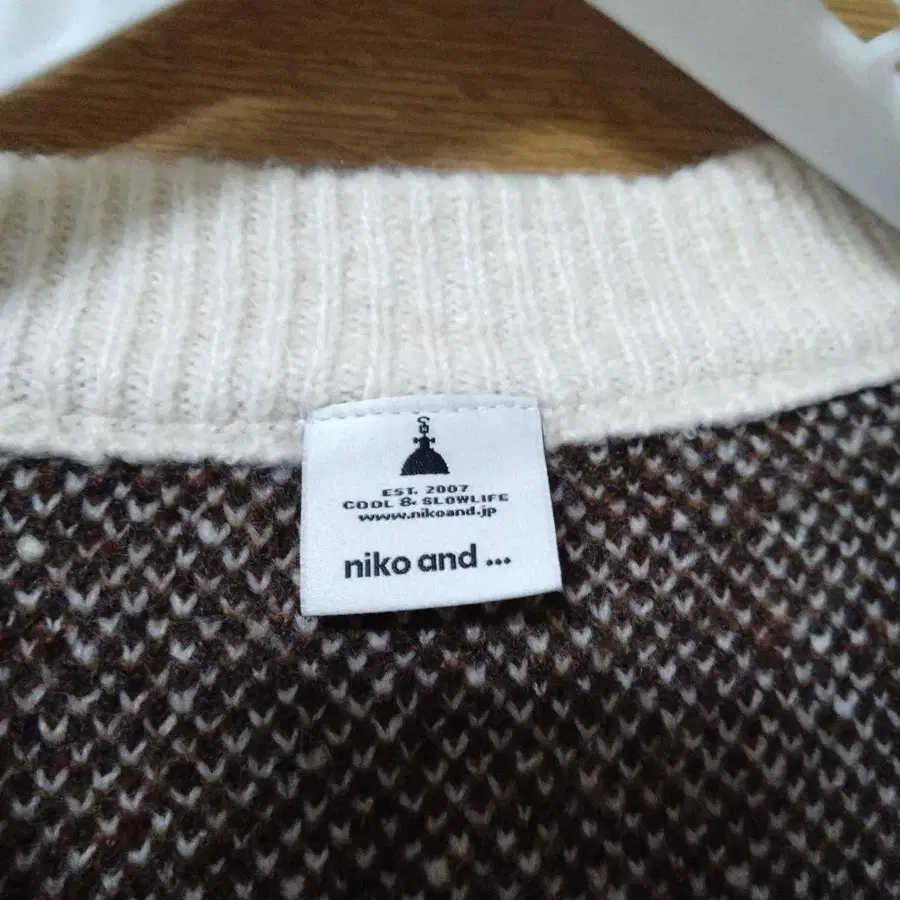 EST. 2007
COOL & SLOWLIFE
www.nikoand.jp
niko and ...